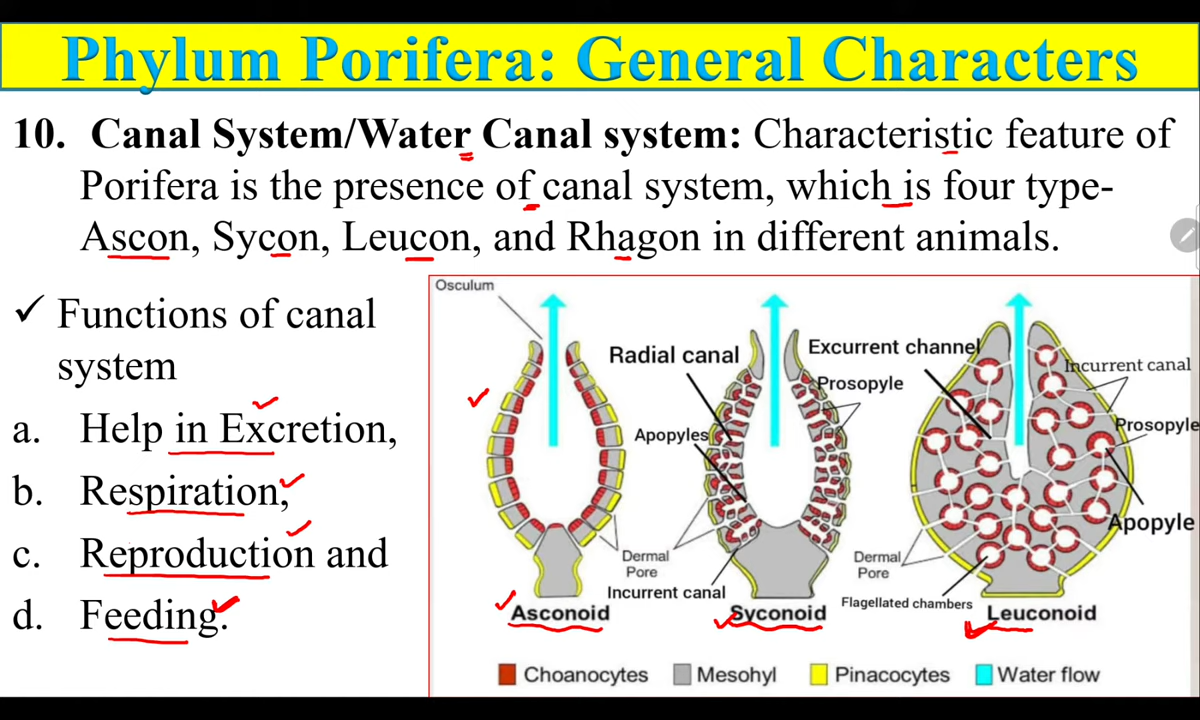 Phylum Porifera: General Characters
10. Canal System/Water Canal system: Characteristic feature of
Porifera is the presence of canal system, which is four type-
Ascon, Sycon, Leucon, and Rhagon in different animals.
✓ Functions of canal
system
a. Help in Excretion,
b. Respiration,
c. Reproduction and
d. Feeding.
Osculum
Radial canal
Apopyles
Dermal
Pore
Incurrent canal
Asconoid
Excurrent channel
Prosopyle
Syconoid
Incurrent canal
Prosopyle
Apopyle
Dermal
Pore
Flagellated chambers
Leuconoid
Choanocytes
Mesohyl
Pinacocytes
Water flow